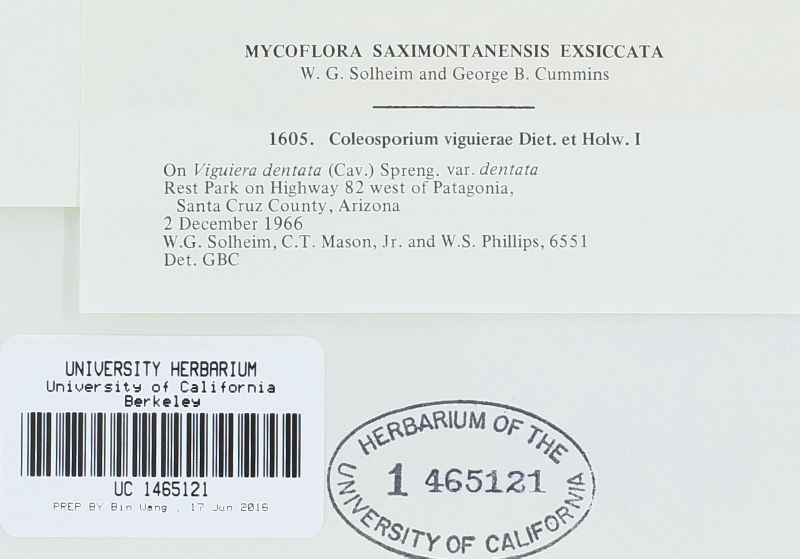 MYCOFLORA SAXIMONTANENSIS EXSICCATA
W. G. Solheim and George B. Cummins
1605. Coleosporium viguierae Diet. et Holw. I
On Viguiera dentata (Cav.) Spreng. var. dentata
Rest Park on Highway 82 west of Patagonia,
Santa Cruz County, Arizona
2 December 1966
W.G. Solheim, C.T. Mason, Jr. and W.S. Phillips, 6551
Det. GBC
UNIVERSITY HERBARIUM
University of California
Berkeley
UC 1465121
PREP BY Bin Wang , 17 Jun 2016
HERBARIUM OF THE
1 465121
UNIVERSITY OF CALIFORNIA